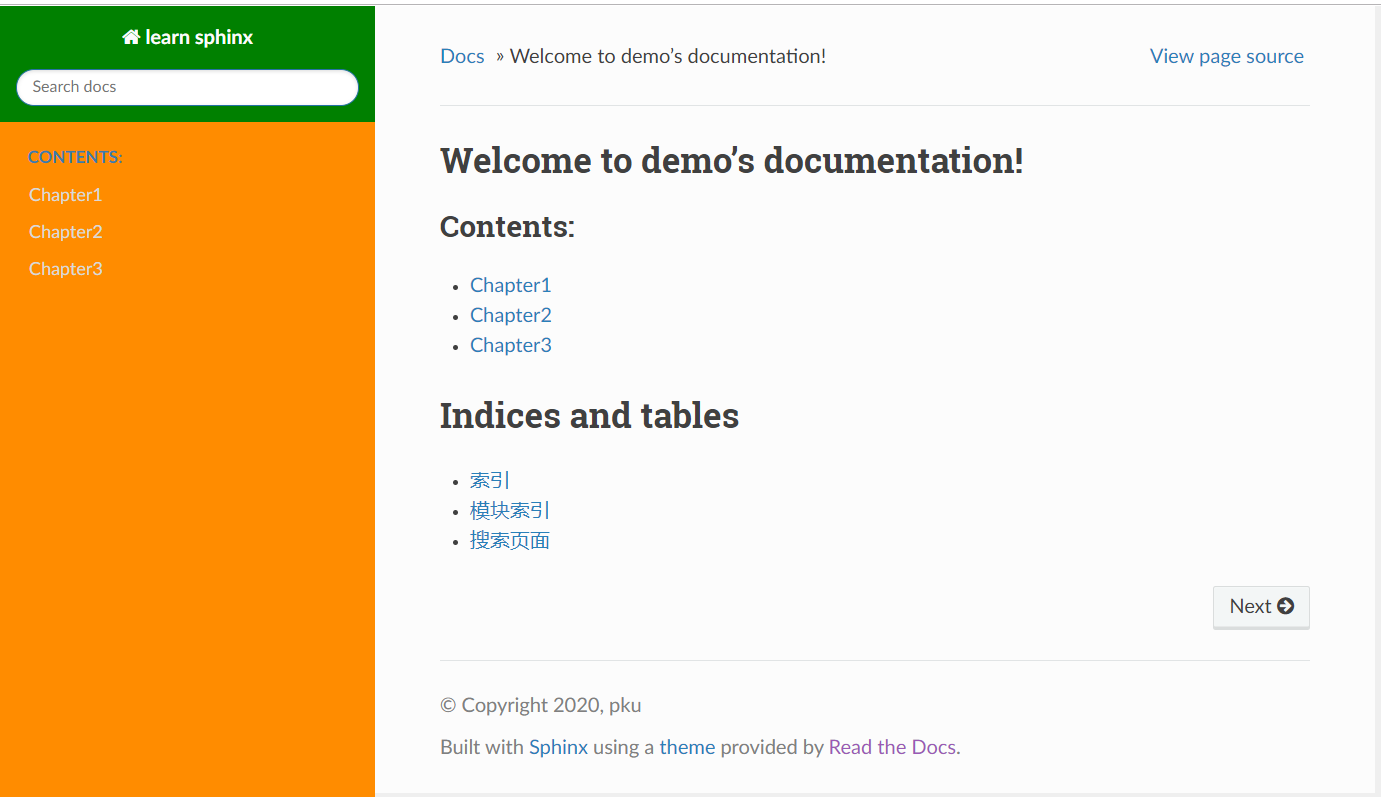 learn sphinx
Search docs
CONTENTS:
Chapter1
Chapter2
Chapter3
Docs » Welcome to demo’s documentation!
View page source
Welcome to demo’s documentation!
Contents:
Chapter1
Chapter2
Chapter3
Indices and tables
索引
模块索引
搜索页面
Next
© Copyright 2020, pku
Built with Sphinx using a theme provided by Read the Docs.